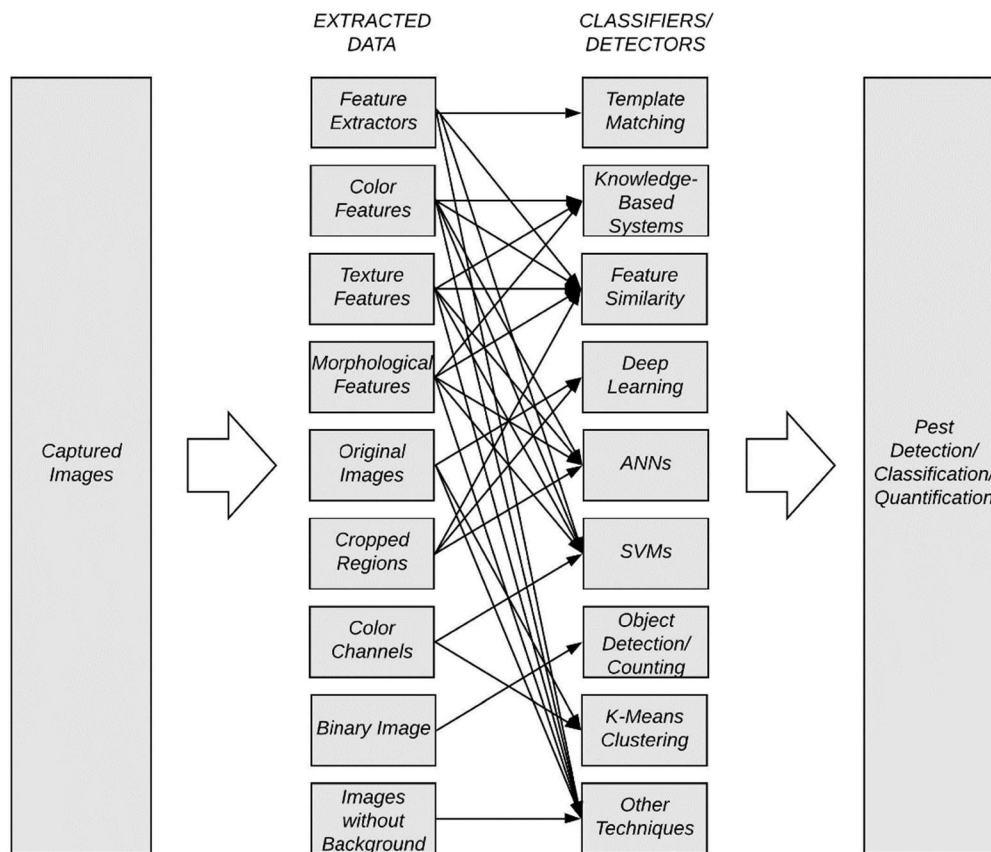 EXTRACTED
DATA
CLASSIFIERS/
DETECTORS
Captured
Images
Feature
Extractors
Color
Features
Texture
Features
Morphological
Features
Original
Images
Cropped
Regions
Color
Channels
Binary Image
Images
without
Background
Template
Matching
Knowledge-
Based
Systems
Feature
Similarity
Deep
Learning
ANNs
SVMs
Object
Detection/
Counting
K-Means
Clustering
Other
Techniques
Pest
Detection/
Classification/
Quantification